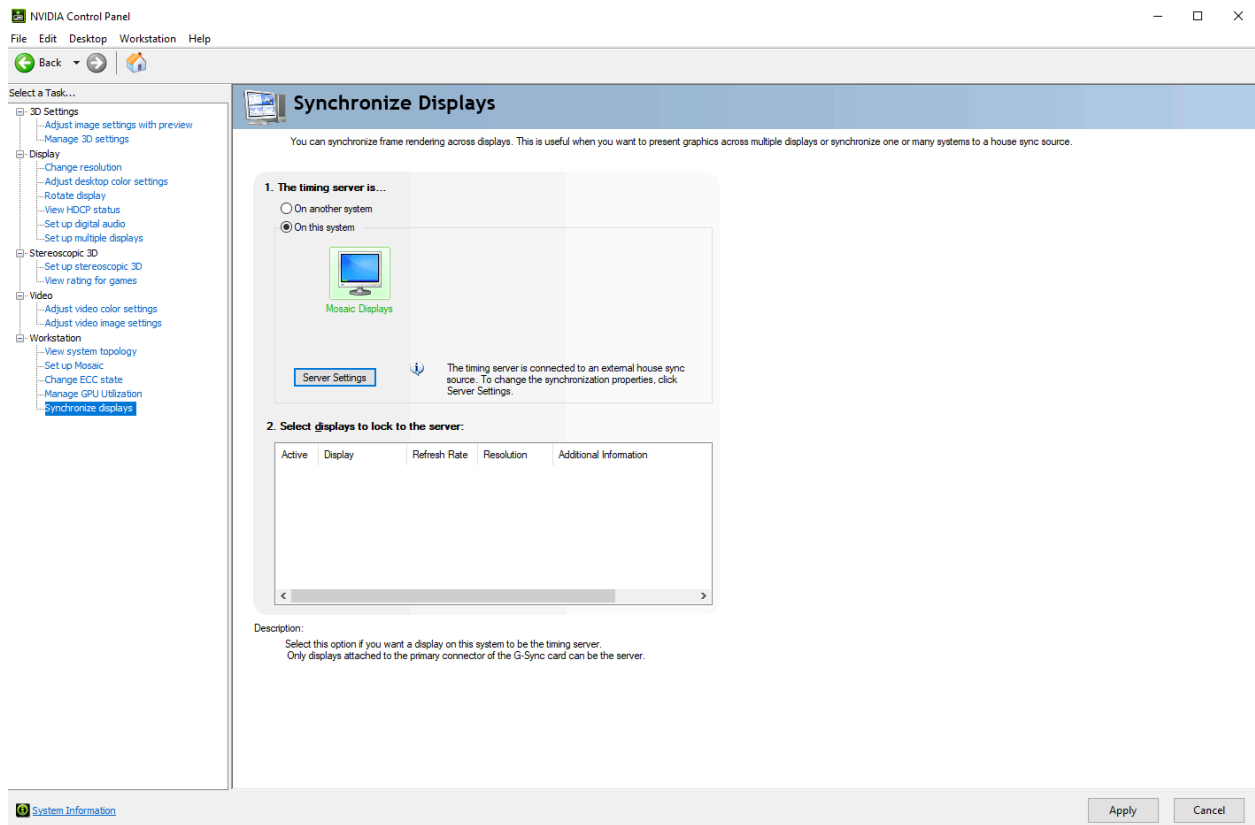 NVIDIA Control Panel
File Edit Desktop Workstation Help
Back
Select a Task...
3D Settings
Adjust image settings with preview
Manage 3D settings
Display
Change resolution
Adjust desktop color settings
Rotate display
View HDCP status
Set up digital audio
Set up multiple displays
Stereoscopic 3D
Set up stereoscopic 3D
View rating for games
Video
Adjust video color settings
Adjust video image settings
Workstation
View system topology
Set up Mosaic
Change ECC state
Manage GPU Utilization
Synchronize displays
Synchronize Displays
You can synchronize frame rendering across displays. This is useful when you want to present graphics across multiple displays or synchronize one or many systems to a house sync source.
1. The timing server is...
On another system
On this system
Mosaic Displays
Server Settings
The timing server is connected to an external house sync
source. To change the synchronization properties, click
Server Settings.
2. Select displays to lock to the server:
Active Display Refresh Rate Resolution Additional Information
Description:
Select this option if you want a display on this system to be the timing server.
Only displays attached to the primary connector of the G-Sync card can be the server.
System Information
Apply Cancel